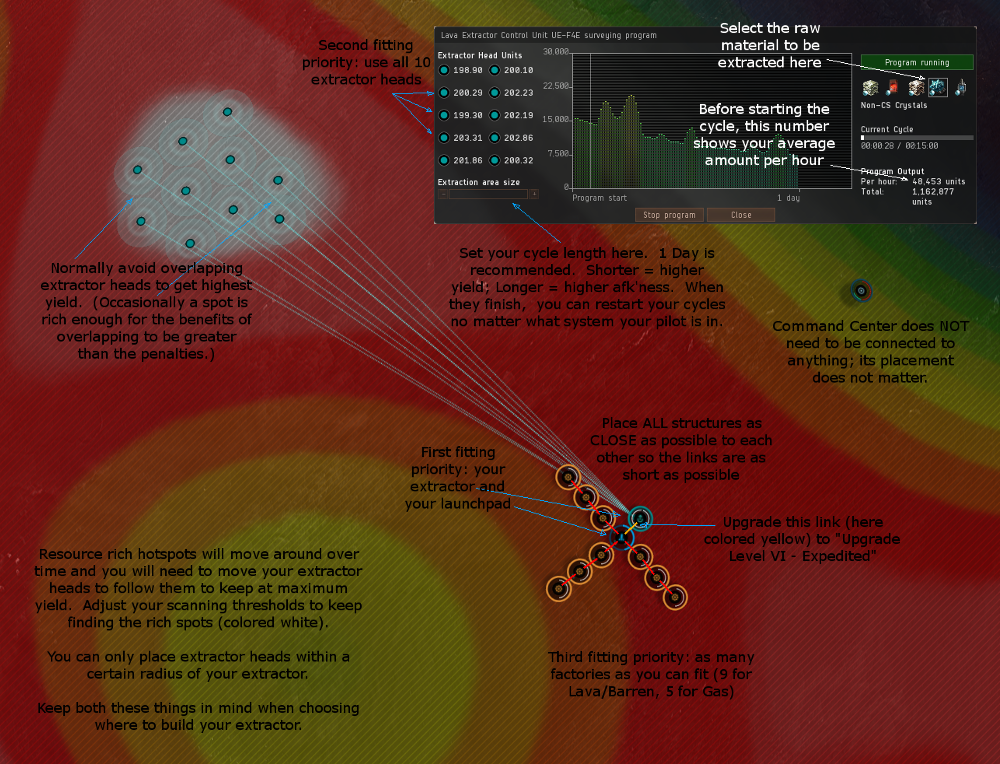 Second fitting
priority: use all 10
extractor heads
Lava Extractor Control Unit UE-F4E surveying program
Extractor Head Units
198.90 200.10
200.29 202.23
199.30 202.19
203.31 202.86
201.86 200.32
Extraction area size
30.000
22.500
15.000
7.500
0
Program start
1 day
Stop program
Close
Select the raw
material to be
extracted here
Before starting the
cycle, this number
shows your average
amount per hour
Program running
Non-CS Crystals
Current Cycle
00:00:28 / 00:15:00
Program Output
Per hour: 48,453 units
Total: 1,162,877
units
Normally avoid overlapping
extractor heads to get highest
yield. (Occasionally a spot is
rich enough for the benefits of
overlapping to be greater
than the penalties.)
Set your cycle length here. 1 Day is
recommended. Shorter = higher
yield; Longer = higher afk'ness. When
they finish, you can restart your cycles
no matter what system your pilot is in.
Command Center does NOT
need to be connected to
anything; its placement
does not matter.
Place ALL structures as
CLOSE as possible to each
other so the links are as
short as possible
First fitting
priority: your
extractor and
your launchpad
Upgrade this link (here
colored yellow) to "Upgrade
Level VI - Expedited"
Resource rich hotspots will move around over
time and you will need to move your extractor
heads to follow them to keep at maximum
yield. Adjust your scanning thresholds to keep
finding the rich spots (colored white).
You can only place extractor heads within a
certain radius of your extractor.
Keep both these things in mind when choosing
where to build your extractor.
Third fitting priority: as many
factories as you can fit (9 for
Lava/Barren, 5 for Gas)